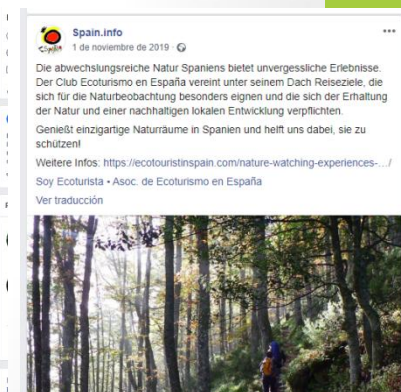 Spain.info
1 de noviembre de 2019 ·
Die abwechslungsreiche Natur Spaniens bietet unvergessliche Erlebnisse.
Der Club Ecoturismo en España vereint unter seinem Dach Reiseziele, die
sich für die Naturbeobachtung besonders eignen und die sich der Erhaltung
der Natur und einer nachhaltigen lokalen Entwicklung verpflichten.
Genießt einzigartige Naturräume in Spanien und helft uns dabei, sie zu
schützen!
Weitere Infos: https://ecotouristinspain.com/nature-watching-experiences-…/
Soy Ecoturista • Asoc. de Ecoturismo en España
Ver traducción